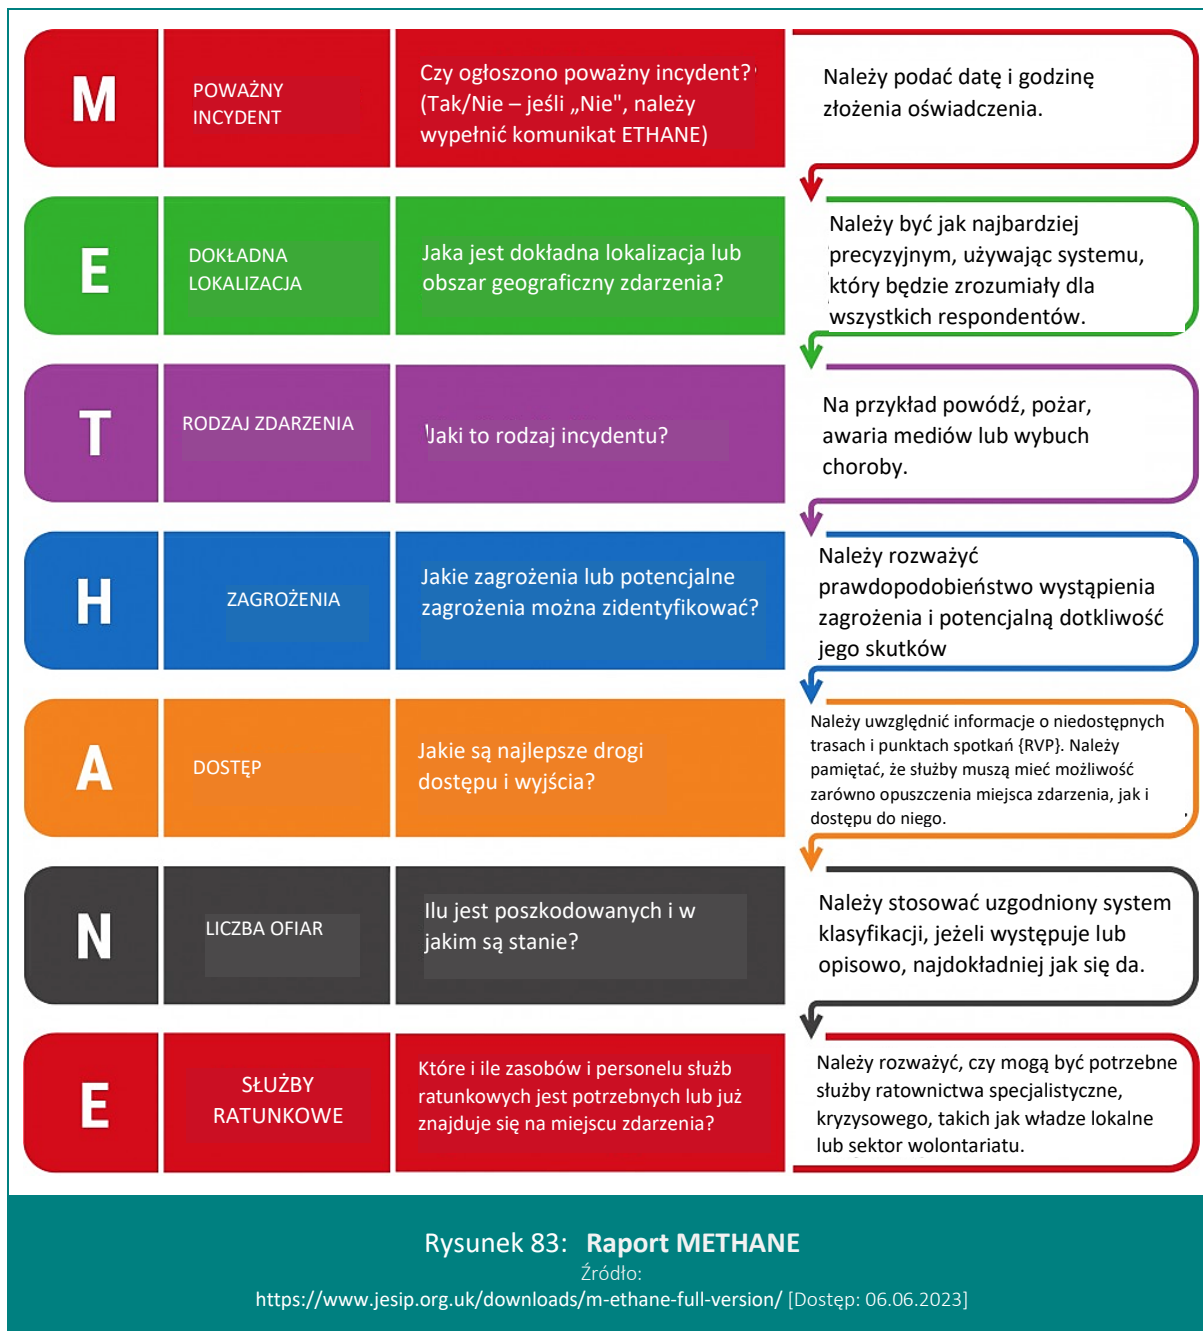 M
POWAŻNY
INCYDENT
Czy ogłoszono poważny incydent?
(Tak/Nie – jeśli „Nie", należy
wypełnić komunikat ETHANE)
Należy podać datę i godzinę
złożenia oświadczenia.
E
DOKŁADNA
LOKALIZACJA
Jaka jest dokładna lokalizacja lub
obszar geograficzny zdarzenia?
Należy być jak najbardziej
precyzyjnym, używając systemu,
który będzie zrozumiały dla
wszystkich respondentów.
T
RODZAJ ZDARZENIA
Jaki to rodzaj incydentu?
Na przykład powódź, pożar,
awaria mediów lub wybuch
choroby.
H
ZAGROŻENIA
Jakie zagrożenia lub potencjalne
zagrożenia można zidentyfikować?
Należy rozważyć
prawdopodobieństwo wystąpienia
zagrożenia i potencjalną dotkliwość
jego skutków
A
DOSTĘP
Jakie są najlepsze drogi
dostępu i wyjścia?
Należy uwzględnić informacje o niedostępnych
trasach i punktach spotkań {RVP}. Należy
pamiętać, że służby muszą mieć możliwość
zarówno opuszczenia miejsca zdarzenia, jak i
dostępu do niego.
N
LICZBA OFIAR
Ilu jest poszkodowanych i w
jakim są stanie?
Należy stosować uzgodniony system
klasyfikacji, jeżeli występuje lub
opisowo, najdokładniej jak się da.
E
SŁUŻBY
RATUNKOWE
Które i ile zasobów i personelu służb
ratunkowych jest potrzebnych lub już
znajduje się na miejscu zdarzenia?
Należy rozważyć, czy mogą być potrzebne
służby ratownictwa specjalistyczne,
kryzysowego, takich jak władze lokalne
lub sektor wolontariatu.
Rysunek 83: Raport METHANE
Źródło:
https://www.jesip.org.uk/downloads/m-ethane-full-version/ [Dostęp: 06.06.2023]